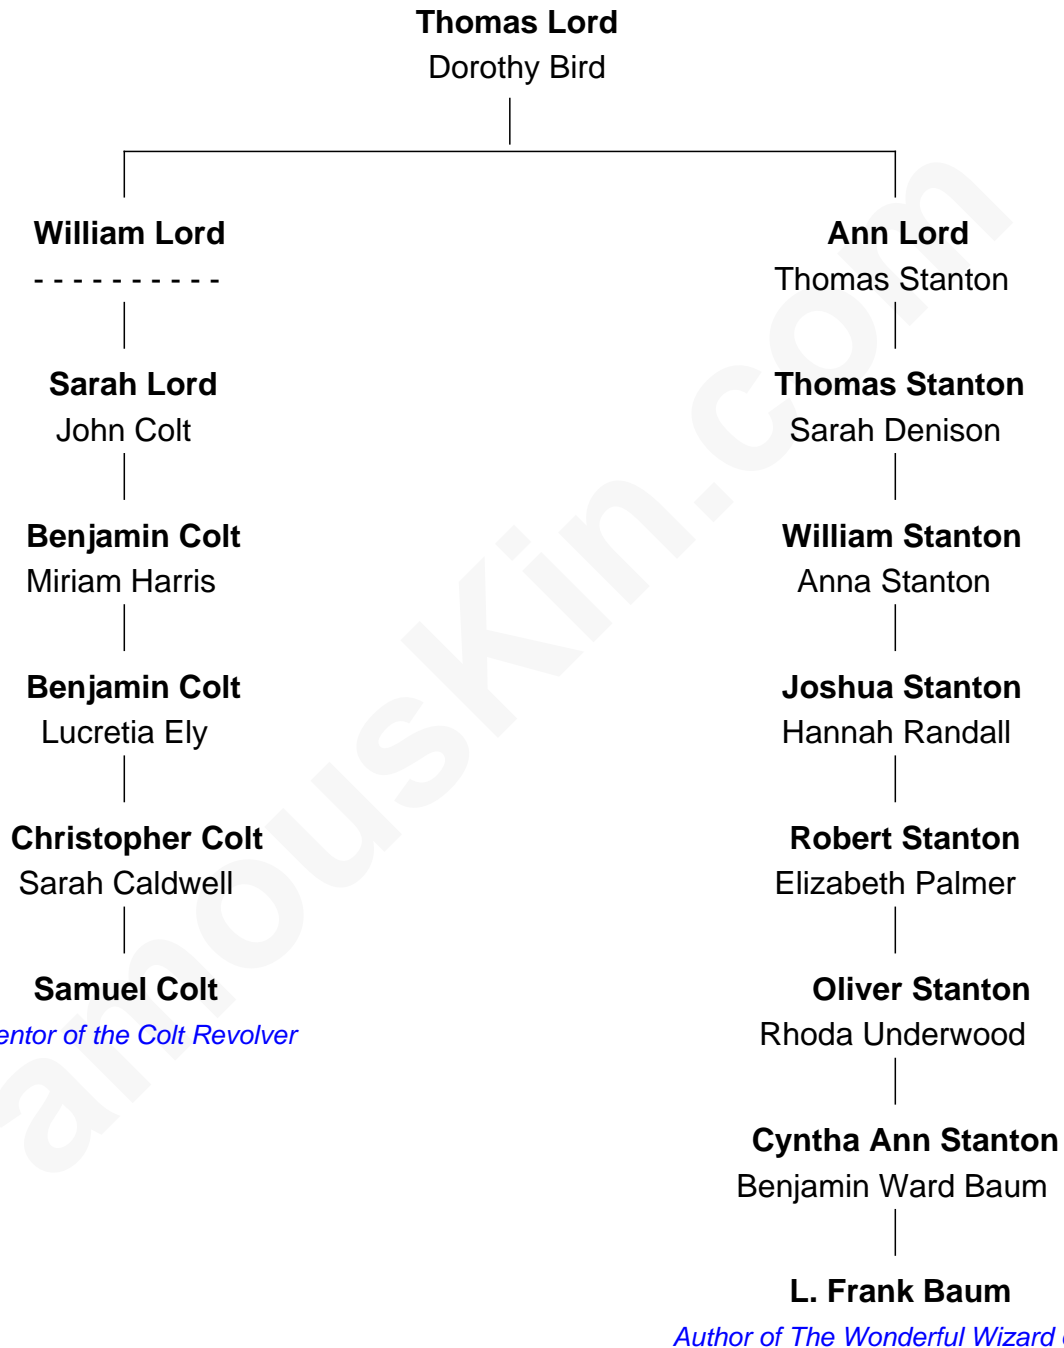 Thomas Lord
Dorothy Bird
William Lord
- - - - - - - - - -
Sarah Lord
John Colt
Benjamin Colt
Miriam Harris
Benjamin Colt
Lucretia Ely
Christopher Colt
Sarah Caldwell
Samuel Colt
entor of the Colt Revolver
Ann Lord
Thomas Stanton
Thomas Stanton
Sarah Denison
William Stanton
Anna Stanton
Joshua Stanton
Hannah Randall
Robert Stanton
Elizabeth Palmer
Oliver Stanton
Rhoda Underwood
Cyntha Ann Stanton
Benjamin Ward Baum
L. Frank Baum
Author of The Wonderful Wizard
amouskin.com